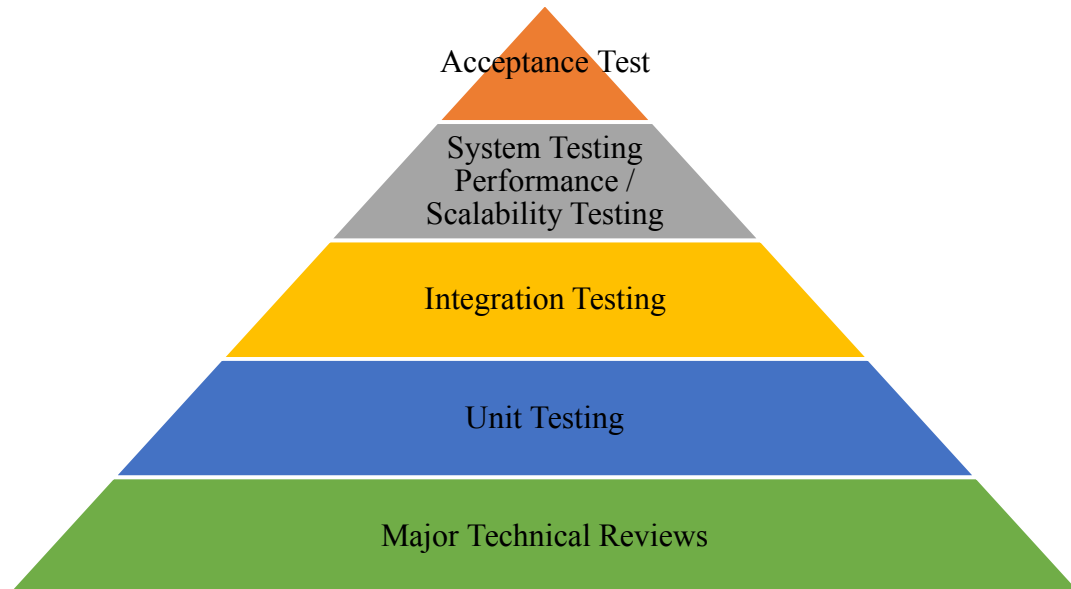 Acceptance Test
System Testing
Performance /
Scalability Testing
Integration Testing
Unit Testing
Major Technical Reviews